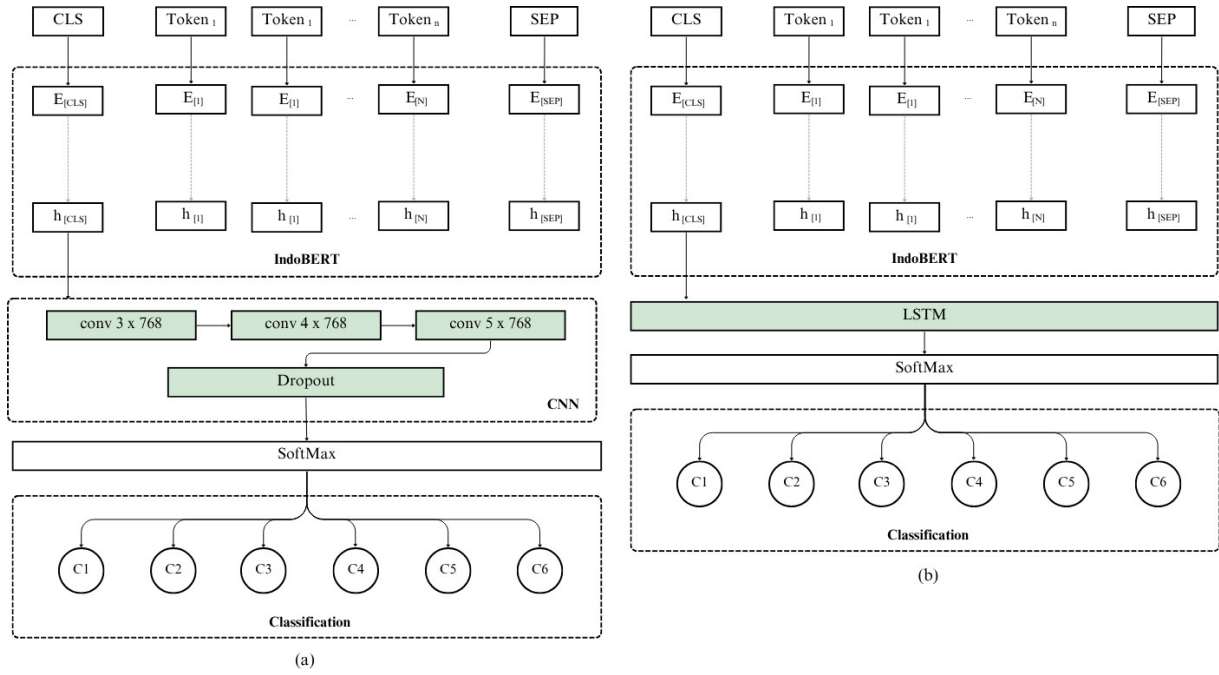 CLS Token 1 Token 1 ... Token n SEP
E[CLS] E[1] E[1] ... E[N] E[SEP]
h [CLS] h [1] h [1] ... h [N] h [SEP]
IndoBERT
conv 3 x 768 conv 4 x 768 conv 5 x 768
Dropout
CNN
SoftMax
C1 C2 C3 C4 C5 C6
Classification
(a)
CLS Token 1 Token 1 ... Token n SEP
E[CLS] E[1] E[1] ... E[N] E[SEP]
h [CLS] h [1] h [1] ... h [N] h [SEP]
IndoBERT
LSTM
SoftMax
C1 C2 C3 C4 C5 C6
Classification
(b)